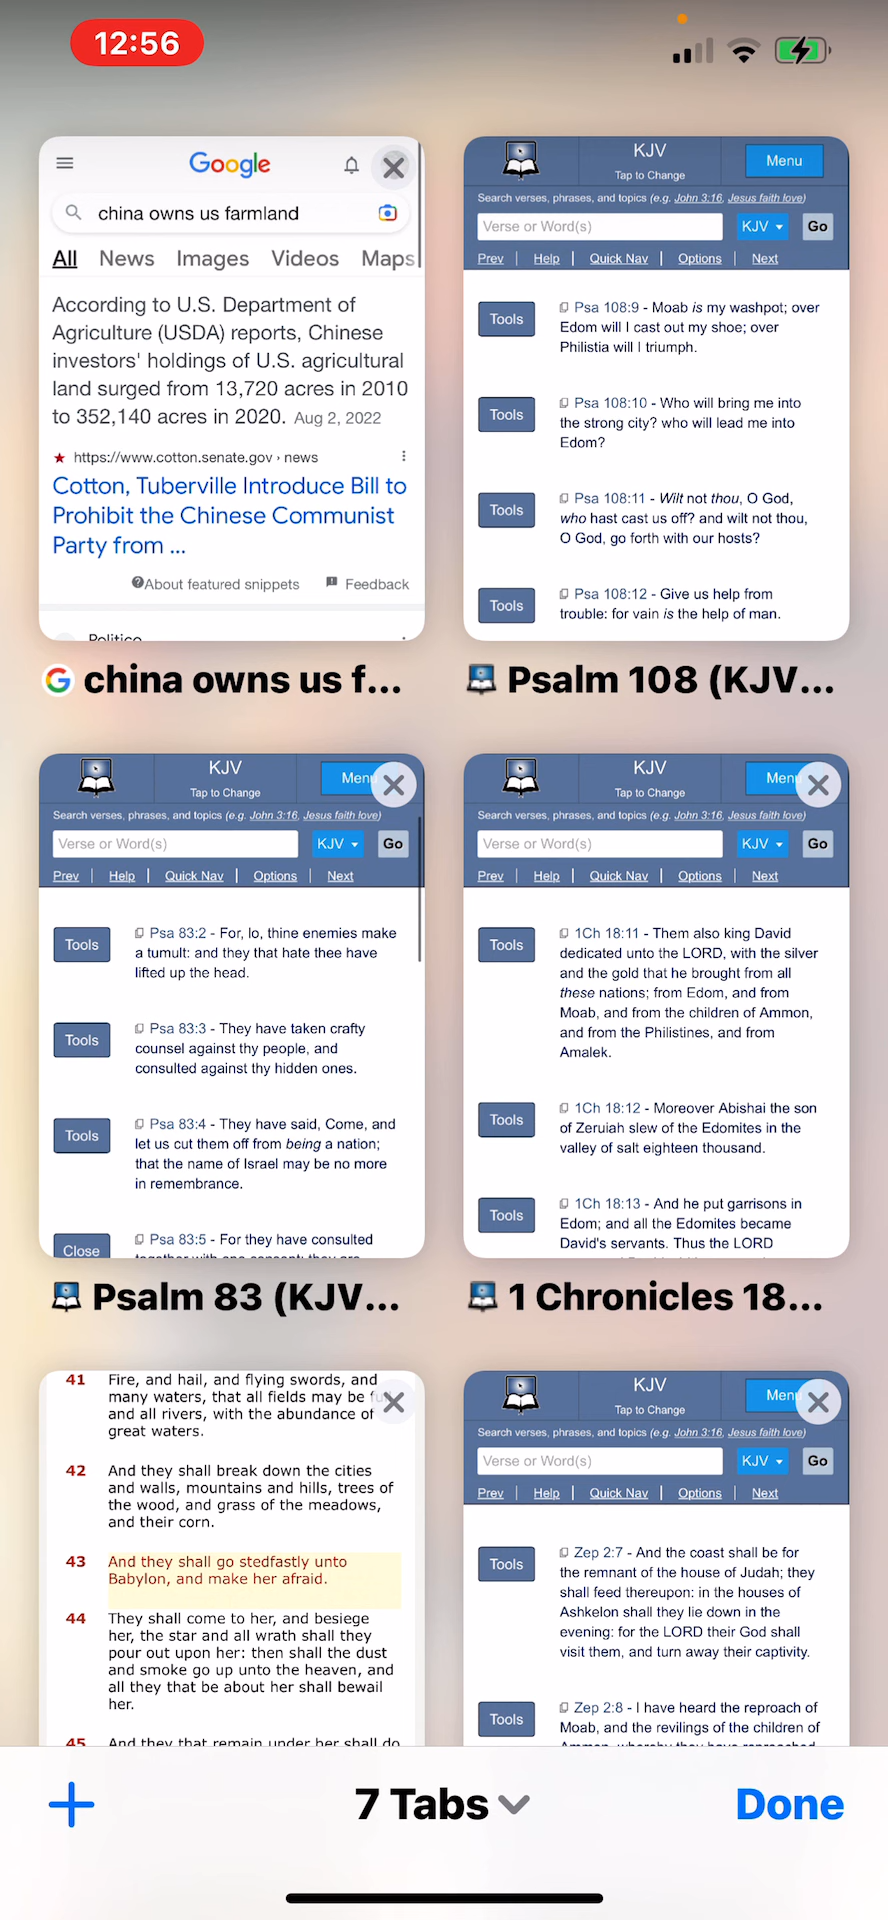 12:56
Google
china owns us farmland
All News Images Videos Maps
According to U.S. Department of
Agriculture (USDA) reports, Chinese
investors' holdings of U.S. agricultural
land surged from 13,720 acres in 2010
to 352,140 acres in 2020. Aug 2, 2022
https://www.cotton.senate.gov › news
Cotton, Tuberville Introduce Bill to
Prohibit the Chinese Communist
Party from ...
About featured snippets Feedback
Politico
china owns us f...
KJV
Tap to Change
Menu
Search verses, phrases, and topics (e.g. John 3:16, Jesus faith love)
Verse or Word(s) KJV Go
Prev | Help | Quick Nav | Options | Next
Tools
Psa 108:9 - Moab is my washpot; over
Edom will I cast out my shoe; over
Philistia will I triumph.
Tools
Psa 108:10 - Who will bring me into
the strong city? who will lead me into
Edom?
Tools
Psa 108:11 - Wilt not thou, O God,
who hast cast us off? and wilt not thou,
O God, go forth with our hosts?
Tools
Psa 108:12 - Give us help from
trouble: for vain is the help of man.
Psalm 108 (KJV...
KJV
Tap to Change
Menu
Search verses, phrases, and topics (e.g. John 3:16, Jesus faith love)
Verse or Word(s) KJV Go
Prev | Help | Quick Nav | Options | Next
Tools
Psa 83:2 - For, lo, thine enemies make
a tumult: and they that hate thee have
lifted up the head.
Tools
Psa 83:3 - They have taken crafty
counsel against thy people, and
consulted against thy hidden ones.
Tools
Psa 83:4 - They have said, Come, and
let us cut them off from being a nation;
that the name of Israel may be no more
in remembrance.
Close
Psa 83:5 - For they have consulted
together with one consent: they are
Psalm 83 (KJV...
KJV
Tap to Change
Menu
Search verses, phrases, and topics (e.g. John 3:16, Jesus faith love)
Verse or Word(s) KJV Go
Prev | Help | Quick Nav | Options | Next
Tools
1Ch 18:11 - Them also king David
dedicated unto the LORD, with the silver
and the gold that he brought from all
these nations; from Edom, and from
Moab, and from the children of Ammon,
and from the Philistines, and from
Amalek.
Tools
1Ch 18:12 - Moreover Abishai the son
of Zeruiah slew of the Edomites in the
valley of salt eighteen thousand.
Tools
1Ch 18:13 - And he put garrisons in
Edom; and all the Edomites became
David's servants. Thus the LORD
1 Chronicles 18...
41 Fire, and hail, and flying swords, and
many waters, that all fields may be
and all rivers, with the abundance of
great waters.
42 And they shall break down the cities
and walls, mountains and hills, trees of
the wood, and grass of the meadows,
and their corn.
43 And they shall go stedfastly unto
Babylon, and make her afraid.
44 They shall come to her, and besiege
her, the star and all wrath shall they
pour out upon her: then shall the dust
and smoke go up unto the heaven, and
all they that be about her shall bewail
her.
45 And they that remain under her shall do
KJV
Tap to Change
Menu
Search verses, phrases, and topics (e.g. John 3:16, Jesus faith love)
Verse or Word(s) KJV Go
Prev | Help | Quick Nav | Options | Next
Tools
Zep 2:7 - And the coast shall be for
the remnant of the house of Judah; they
shall feed thereupon: in the houses of
Ashkelon shall they lie down in the
evening: for the LORD their God shall
visit them, and turn away their captivity.
Tools
Zep 2:8 - I have heard the reproach of
Moab, and the revilings of the children of
Ammon, whereby they have reproached
7 Tabs
Done